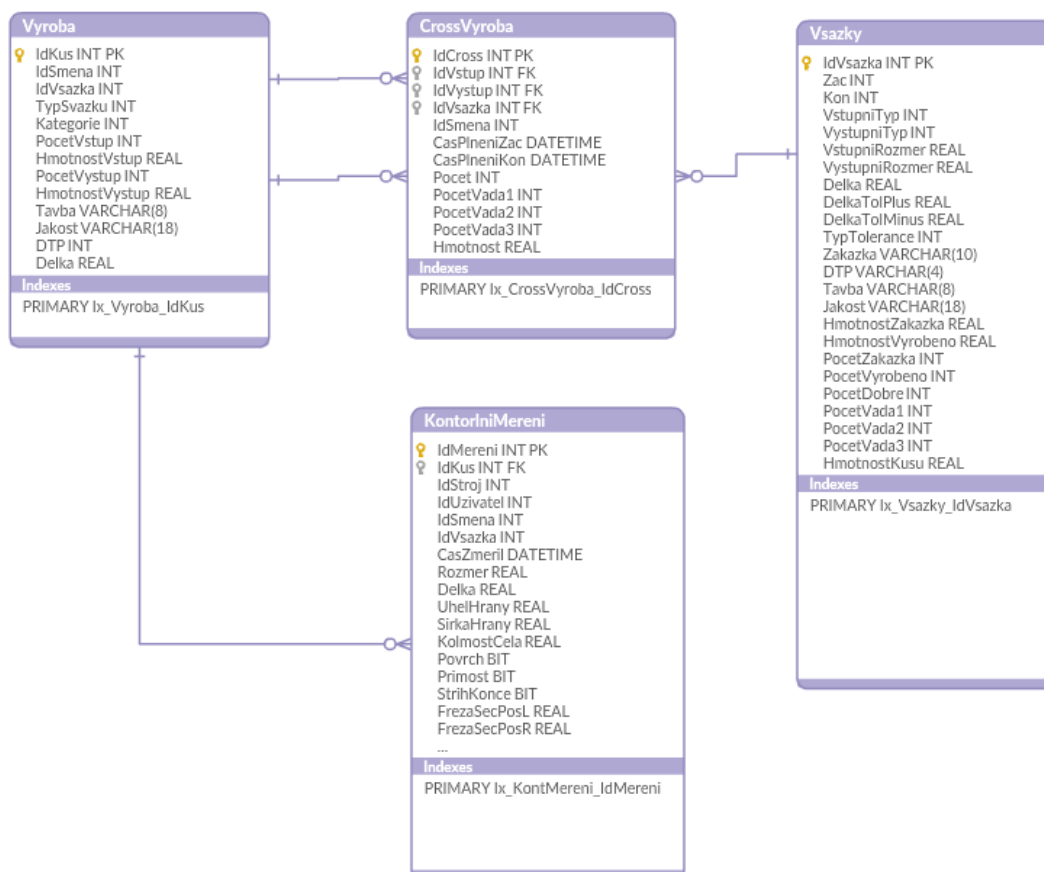 Vyroba
IdKus INT PK
IdSmena INT
IdVsazka INT
TypSvazku INT
Kategorie INT
PocetVstup INT
HmotnostVstup REAL
PocetVystup INT
HmotnostVystup REAL
Tavba VARCHAR(8)
Jakost VARCHAR(18)
DTP INT
Delka REAL
Indexes
PRIMARY Ix_Vyroba_IdKus
CrossVyroba
IdCross INT PK
IdVstup INT FK
IdVystup INT FK
IdVsazka INT FK
IdSmena INT
CasPlneniZac DATETIME
CasPlneniKon DATETIME
Pocet INT
PocetVada1 INT
PocetVada2 INT
PocetVada3 INT
Hmotnost REAL
Indexes
PRIMARY Ix_CrossVyroba_IdCross
Vsazky
IdVsazka INT PK
Zac INT
Kon INT
VstupniTyp INT
VystupniTyp INT
VstupniRozmer REAL
VystupniRozmer REAL
Delka REAL
DelkaTolPlus REAL
DelkaTolMinus REAL
TypTolerance INT
Zakazka VARCHAR(10)
DTP VARCHAR(4)
Tavba VARCHAR(8)
Jakost VARCHAR(18)
HmotnostZakazka REAL
HmotnostVyrobeno REAL
PocetZakazka INT
PocetVyrobeno INT
PocetDobre INT
PocetVada1 INT
PocetVada2 INT
PocetVada3 INT
HmotnostKusu REAL
Indexes
PRIMARY Ix_Vsazky_IdVsazka
KontorlniMereni
IdMereni INT PK
IdKus INT FK
IdStroj INT
IdUzivatel INT
IdSmena INT
IdVsazka INT
CasZmeril DATETIME
Rozmer REAL
Delka REAL
UhelHrany REAL
SirkaHrany REAL
KolmostCela REAL
Povrch BIT
Primost BIT
StrihKonce BIT
FrezaSecPosL REAL
FrezaSecPosR REAL
...
Indexes
PRIMARY Ix_KontMereni_IdMereni